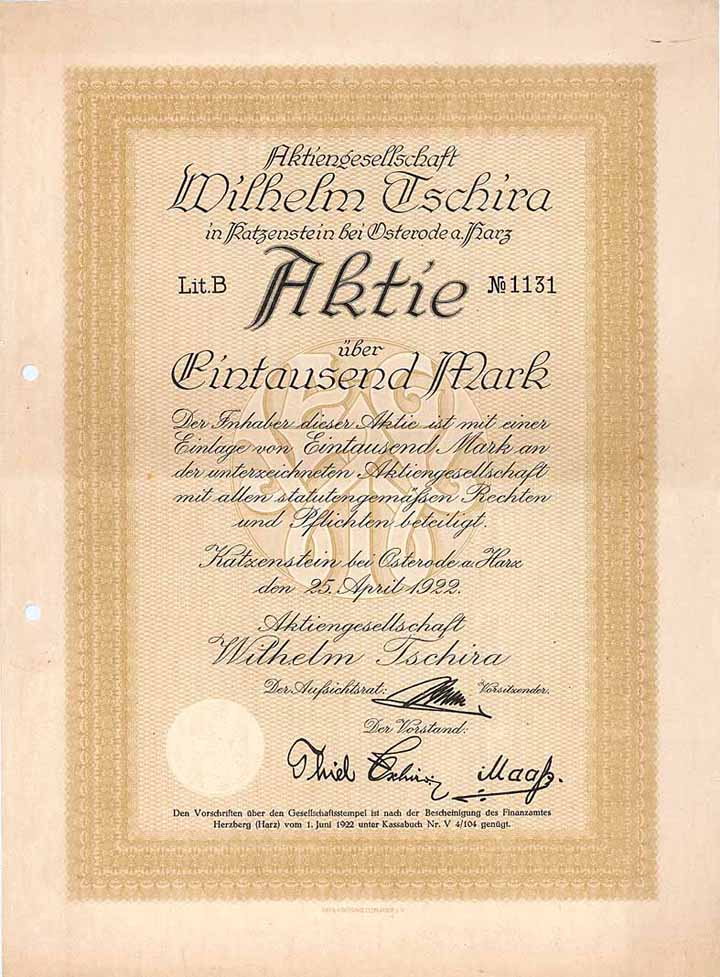 Aktiengesellschaft
Wilhelm Tschira
in Katzenstein bei Osterode a. Harz
Lit. B Aktie № 1131
über
Eintausend Mark
Der Inhaber dieser Aktie ist mit einer
Einlage von Eintausend Mark an
der unterzeichneten Aktiengesellschaft
mit allen statutengemäßen Rechten
und Pflichten beteiligt.
Katzenstein bei Osterode a. Harz
den 25. April 1922.
Aktiengesellschaft
Wilhelm Tschira
Der Aufsichtsrat: Vorsitzender.
Der Vorstand:
Thiel Tschira Maaß.
Den Vorschriften über den Gesellschaftsstempel ist nach der Bescheinigung des Finanzamtes
Herzberg (Harz) vom 1. Juni 1922 unter Kassabuch Nr. V 4/104 genügt.